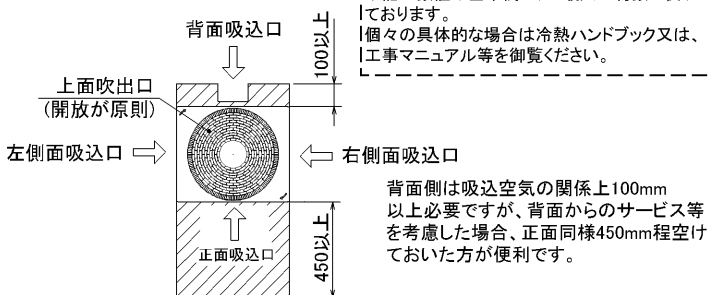 ております。
個々の具体的な場合は冷熱ハンドブック又は、
工事マニュアル等を御覧ください。
背面吸込口
100以上
上面吹出口
(開放が原則)
左側面吸込口
右側面吸込口
正面吸込口
450以上
背面側は吸込空気の関係上100mm
以上必要ですが、背面からのサービス等
を考慮した場合、正面同様450mm程空け
ておいた方が便利です。